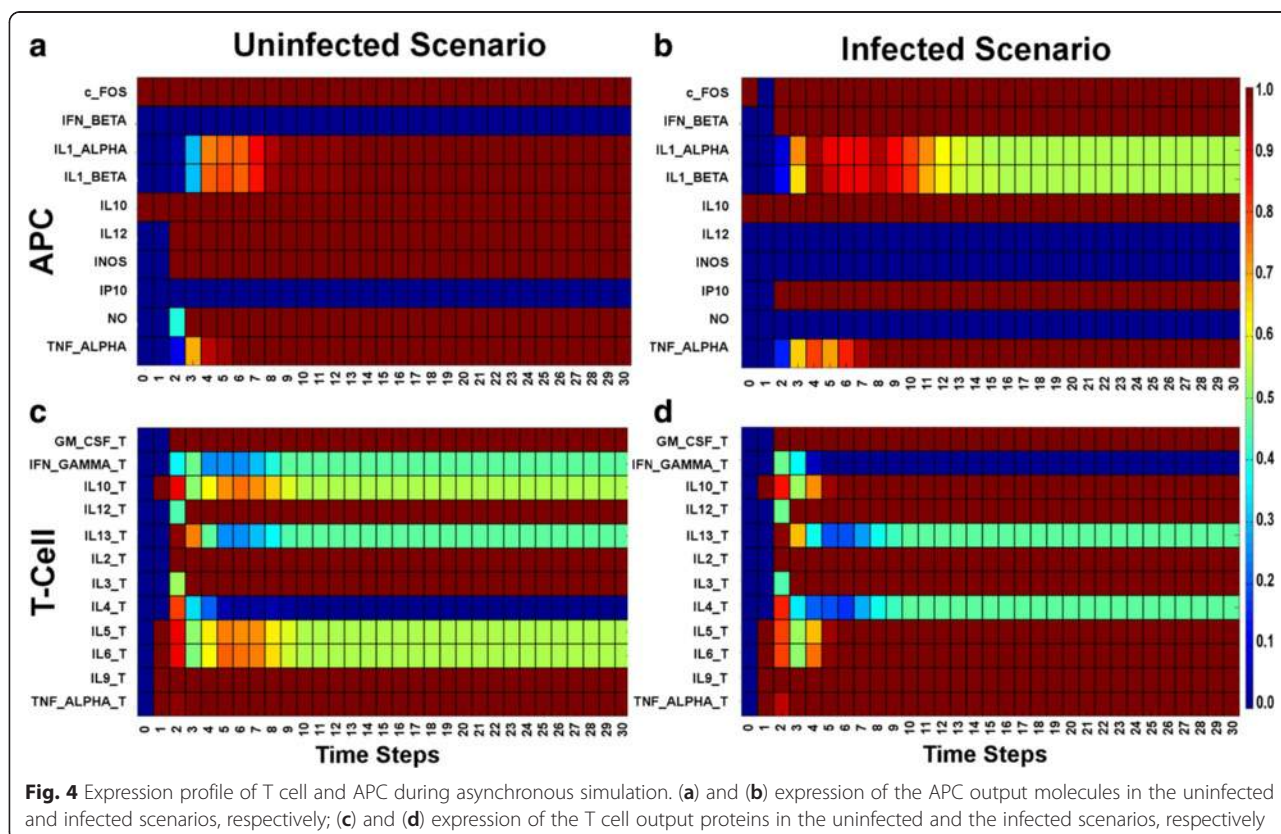 a
Uninfected Scenario
b
Infected Scenario
APC
c_FOS
IFN_BETA
IL1_ALPHA
IL1_BETA
IL10
IL12
INOS
IP10
NO
TNF_ALPHA
0 1 2 3 4 5 6 7 8 9 10 11 12 13 14 15 16 17 18 19 20 21 22 23 24 25 26 27 28 29 30
c_FOS
IFN_BETA
IL1_ALPHA
IL1_BETA
IL10
IL12
INOS
IP10
NO
TNF_ALPHA
0 1 2 3 4 5 6 7 8 9 10 11 12 13 14 15 16 17 18 19 20 21 22 23 24 25 26 27 28 29 30
1.0
0.9
0.8
0.7
0.6
0.5
0.4
0.3
0.2
0.1
0.0
c
d
T-Cell
GM_CSF_T
IFN_GAMMA_T
IL10_T
IL12_T
IL13_T
IL2_T
IL3_T
IL4_T
IL5_T
IL6_T
IL9_T
TNF_ALPHA_T
0 1 2 3 4 5 6 7 8 9 10 11 12 13 14 15 16 17 18 19 20 21 22 23 24 25 26 27 28 29 30
Time Steps
GM_CSF_T
IFN_GAMMA_T
IL10_T
IL12_T
IL13_T
IL2_T
IL3_T
IL4_T
IL5_T
IL6_T
IL9_T
TNF_ALPHA_T
0 1 2 3 4 5 6 7 8 9 10 11 12 13 14 15 16 17 18 19 20 21 22 23 24 25 26 27 28 29 30
Time Steps
Fig. 4 Expression profile of T cell and APC during asynchronous simulation. (a) and (b) expression of the APC output molecules in the uninfected
and infected scenarios, respectively; (c) and (d) expression of the T cell output proteins in the uninfected and the infected scenarios, respectively